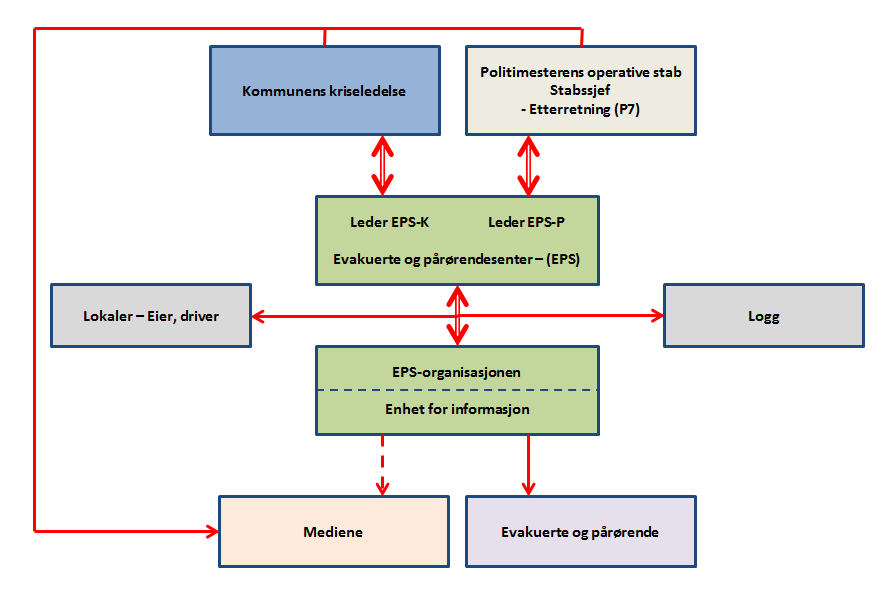 Kommunens kriseledelse
Politimesterens operative stab
Stabssjef
- Etterretning (P7)
Leder EPS-K
Leder EPS-P
Evakuerte og pårørendesenter – (EPS)
Lokaler – Eier, driver
Logg
EPS-organisasjonen
Enhet for informasjon
Mediene
Evakuerte og pårørende